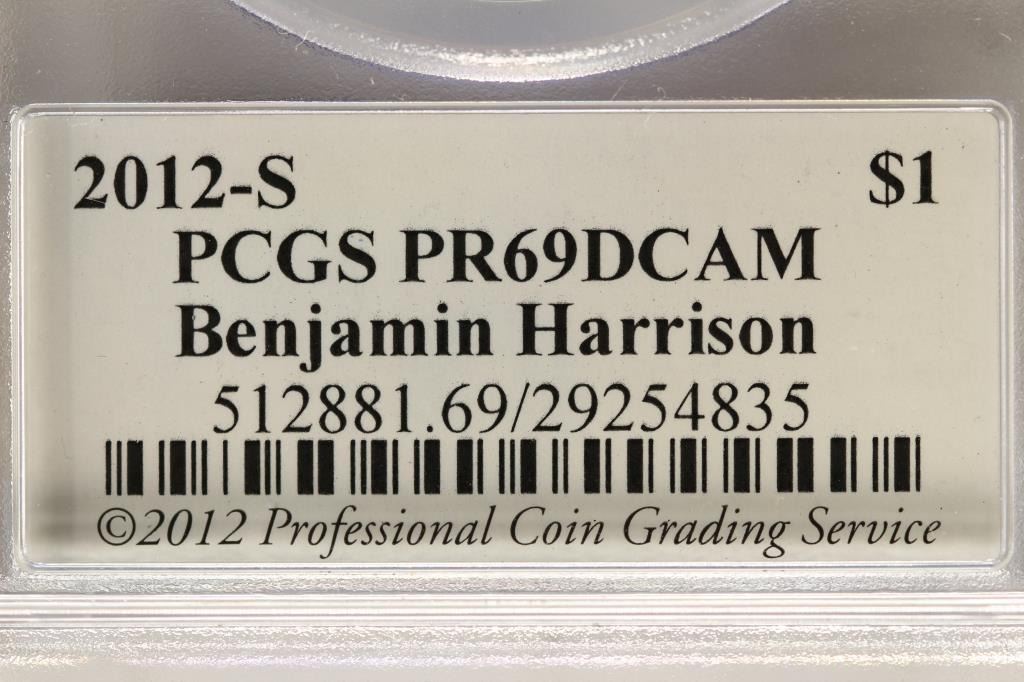 2012-S $1
PCGS PR69DCAM
Benjamin Harrison
512881.69/29254835
©2012 Professional Coin Grading Service